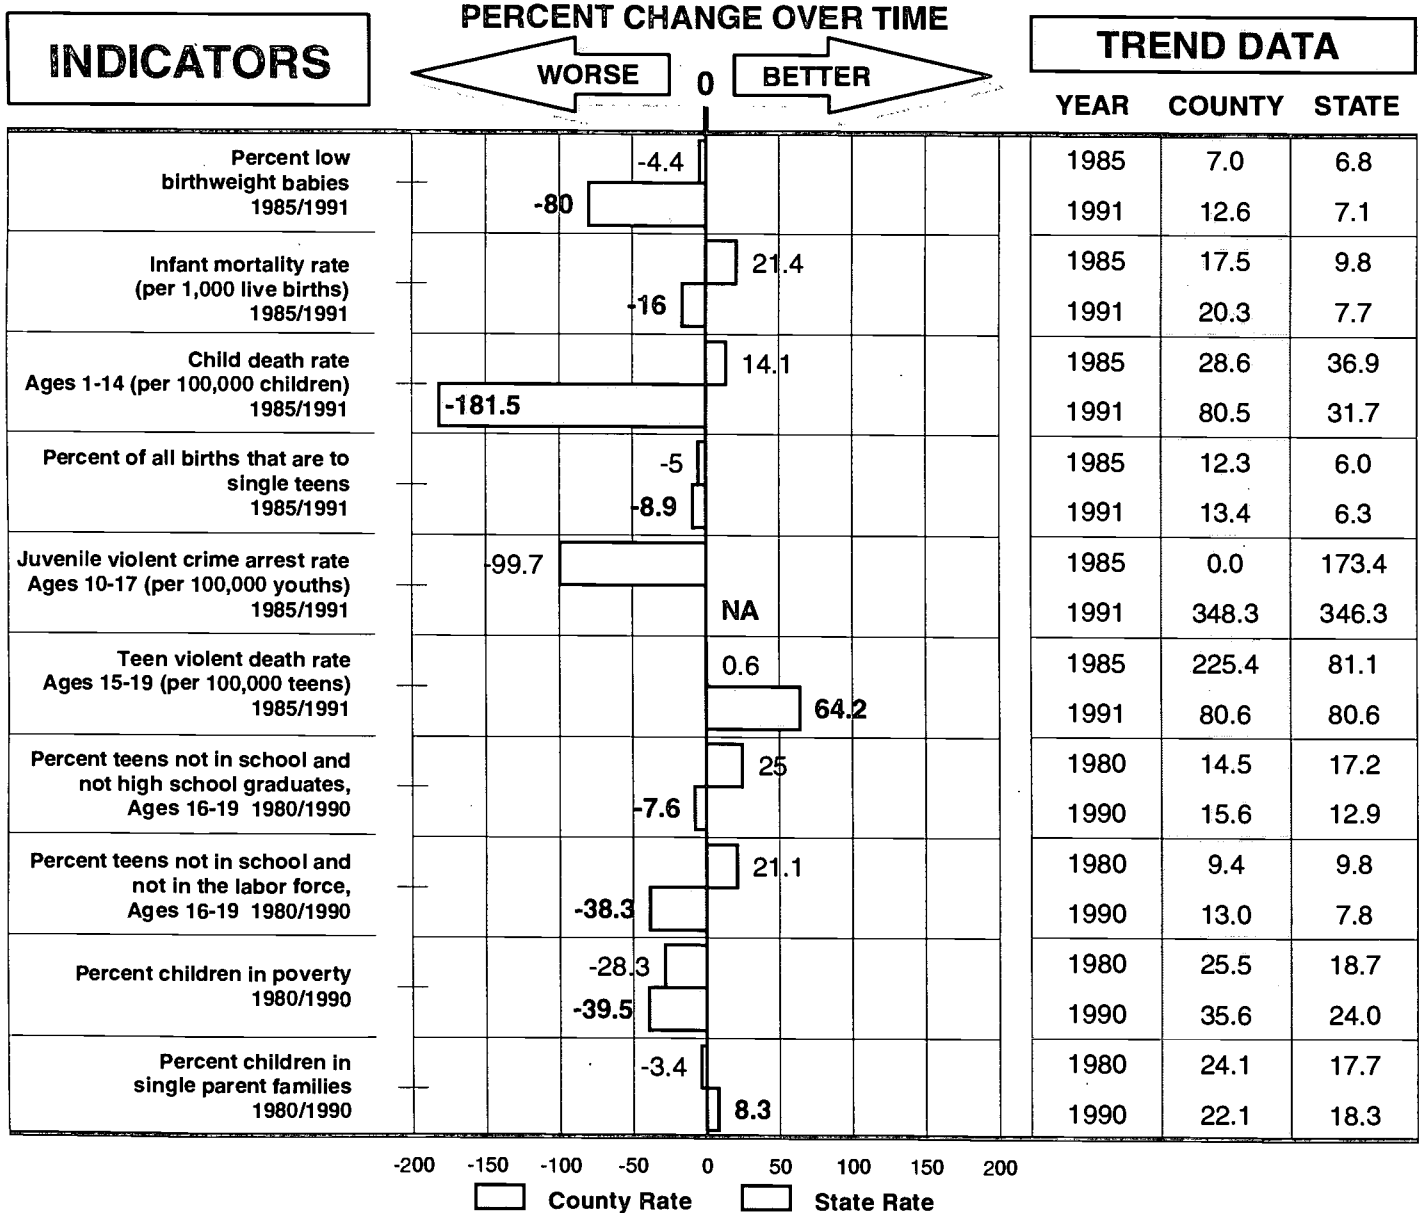 PERCENT CHANGE OVER TIME
INDICATORS
WORSE
0
BETTER
TREND DATA
YEAR COUNTY STATE
Percent low
birthweight babies
1985/1991
-4.4
-80
1985 7.0 6.8
1991 12.6 7.1
Infant mortality rate
(per 1,000 live births)
1985/1991
21.4
-16
1985 17.5 9.8
1991 20.3 7.7
Child death rate
Ages 1-14 (per 100,000 children)
1985/1991
14.1
-181.5
1985 28.6 36.9
1991 80.5 31.7
Percent of all births that are to
single teens
1985/1991
-5
-8.9
1985 12.3 6.0
1991 13.4 6.3
Juvenile violent crime arrest rate
Ages 10-17 (per 100,000 youths)
1985/1991
-99.7
NA
1985 0.0 173.4
1991 348.3 346.3
Teen violent death rate
Ages 15-19 (per 100,000 teens)
1985/1991
0.6
64.2
1985 225.4 81.1
1991 80.6 80.6
Percent teens not in school and
not high school graduates,
Ages 16-19 1980/1990
25
-7.6
1980 14.5 17.2
1990 15.6 12.9
Percent teens not in school and
not in the labor force,
Ages 16-19 1980/1990
21.1
-38.3
1980 9.4 9.8
1990 13.0 7.8
Percent children in poverty
1980/1990
-28.3
-39.5
1980 25.5 18.7
1990 35.6 24.0
Percent children in
single parent families
1980/1990
-3.4
8.3
1980 24.1 17.7
1990 22.1 18.3
-200 -150 -100 -50 0 50 100 150 200
County Rate State Rate